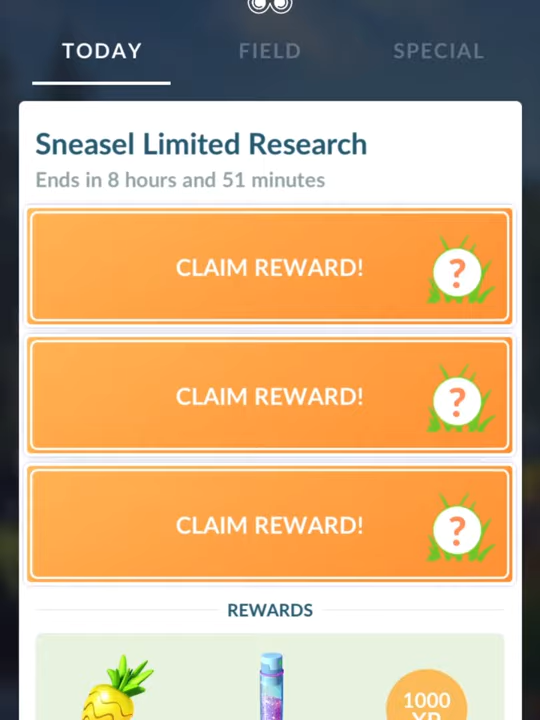 TODAY
FIELD
SPECIAL
Sneasel Limited Research
Ends in 8 hours and 51 minutes
CLAIM REWARD!
?
CLAIM REWARD!
?
CLAIM REWARD!
?
REWARDS
1000
XP